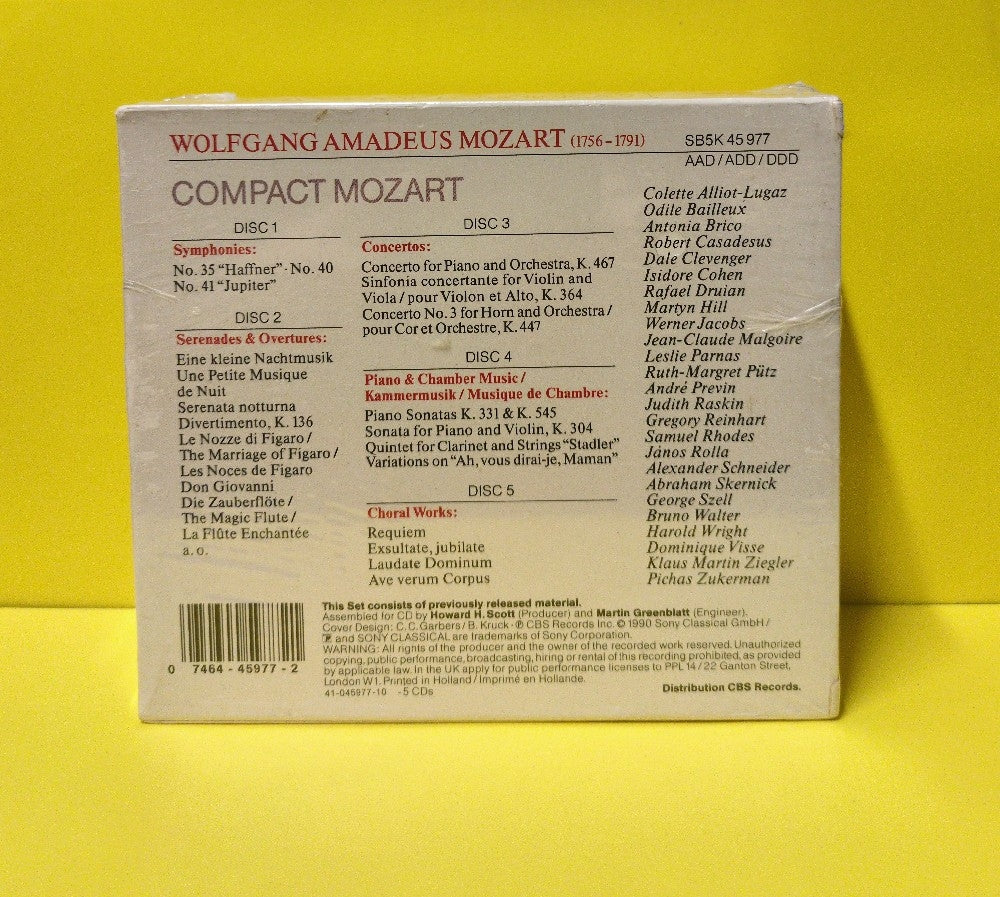 WOLFGANG AMADEUS MOZART (1756-1791)
SB5K 45 977
AAD / ADD / DDD
COMPACT MOZART
DISC 1
Symphonies:
No. 35 "Haffner" · No. 40
No. 41 "Jupiter"
DISC 2
Serenades & Overtures:
Eine kleine Nachtmusik
Une Petite Musique
de Nuit
Serenata notturna
Divertimento, K. 136
Le Nozze di Figaro /
The Marriage of Figaro /
Les Noces de Figaro
Don Giovanni
Die Zauberflöte /
The Magic Flute /
La Flûte Enchantée
a. o.
DISC 3
Concertos:
Concerto for Piano and Orchestra, K. 467
Sinfonia concertante for Violin and
Viola / pour Violon et Alto, K. 364
Concerto No. 3 for Horn and Orchestra /
pour Cor et Orchestre, K. 447
DISC 4
Piano & Chamber Music /
Kammermusik / Musique de Chambre:
Piano Sonatas K. 331 & K. 545
Sonata for Piano and Violin, K. 304
Quintet for Clarinet and Strings "Stadler"
Variations on "Ah, vous dirai-je, Maman"
DISC 5
Choral Works:
Requiem
Exsultate, jubilate
Laudate Dominum
Ave verum Corpus
Colette Alliot-Lugaz
Odile Bailleux
Antonia Brico
Robert Casadesus
Dale Clevenger
Isidore Cohen
Rafael Druian
Martyn Hill
Werner Jacobs
Jean-Claude Malgoire
Leslie Parnas
Ruth-Margret Pütz
André Previn
Judith Raskin
Gregory Reinhart
Samuel Rhodes
János Rolla
Alexander Schneider
Abraham Skernick
George Szell
Bruno Walter
Harold Wright
Dominique Visse
Klaus Martin Ziegler
Pichas Zukerman
This Set consists of previously released material.
Assembled for CD by Howard H. Scott (Producer) and Martin Greenblatt (Engineer).
Cover Design: C. C. Garbers / B. Kruck · ℗ CBS Records Inc. © 1990 Sony Classical GmbH /
and SONY CLASSICAL are trademarks of Sony Corporation.
WARNING: All rights of the producer and the owner of the recorded work reserved. Unauthorized
copying, public performance, broadcasting, hiring or rental of this recording prohibited, as provided
by applicable law. In the UK apply for public performance licenses to PPL 14 / 22 Ganton Street,
London W1. Printed in Holland / Imprimé en Hollande.
41-045977-10 - 5 CDs
Distribution CBS Records.
0 7464-45977-2